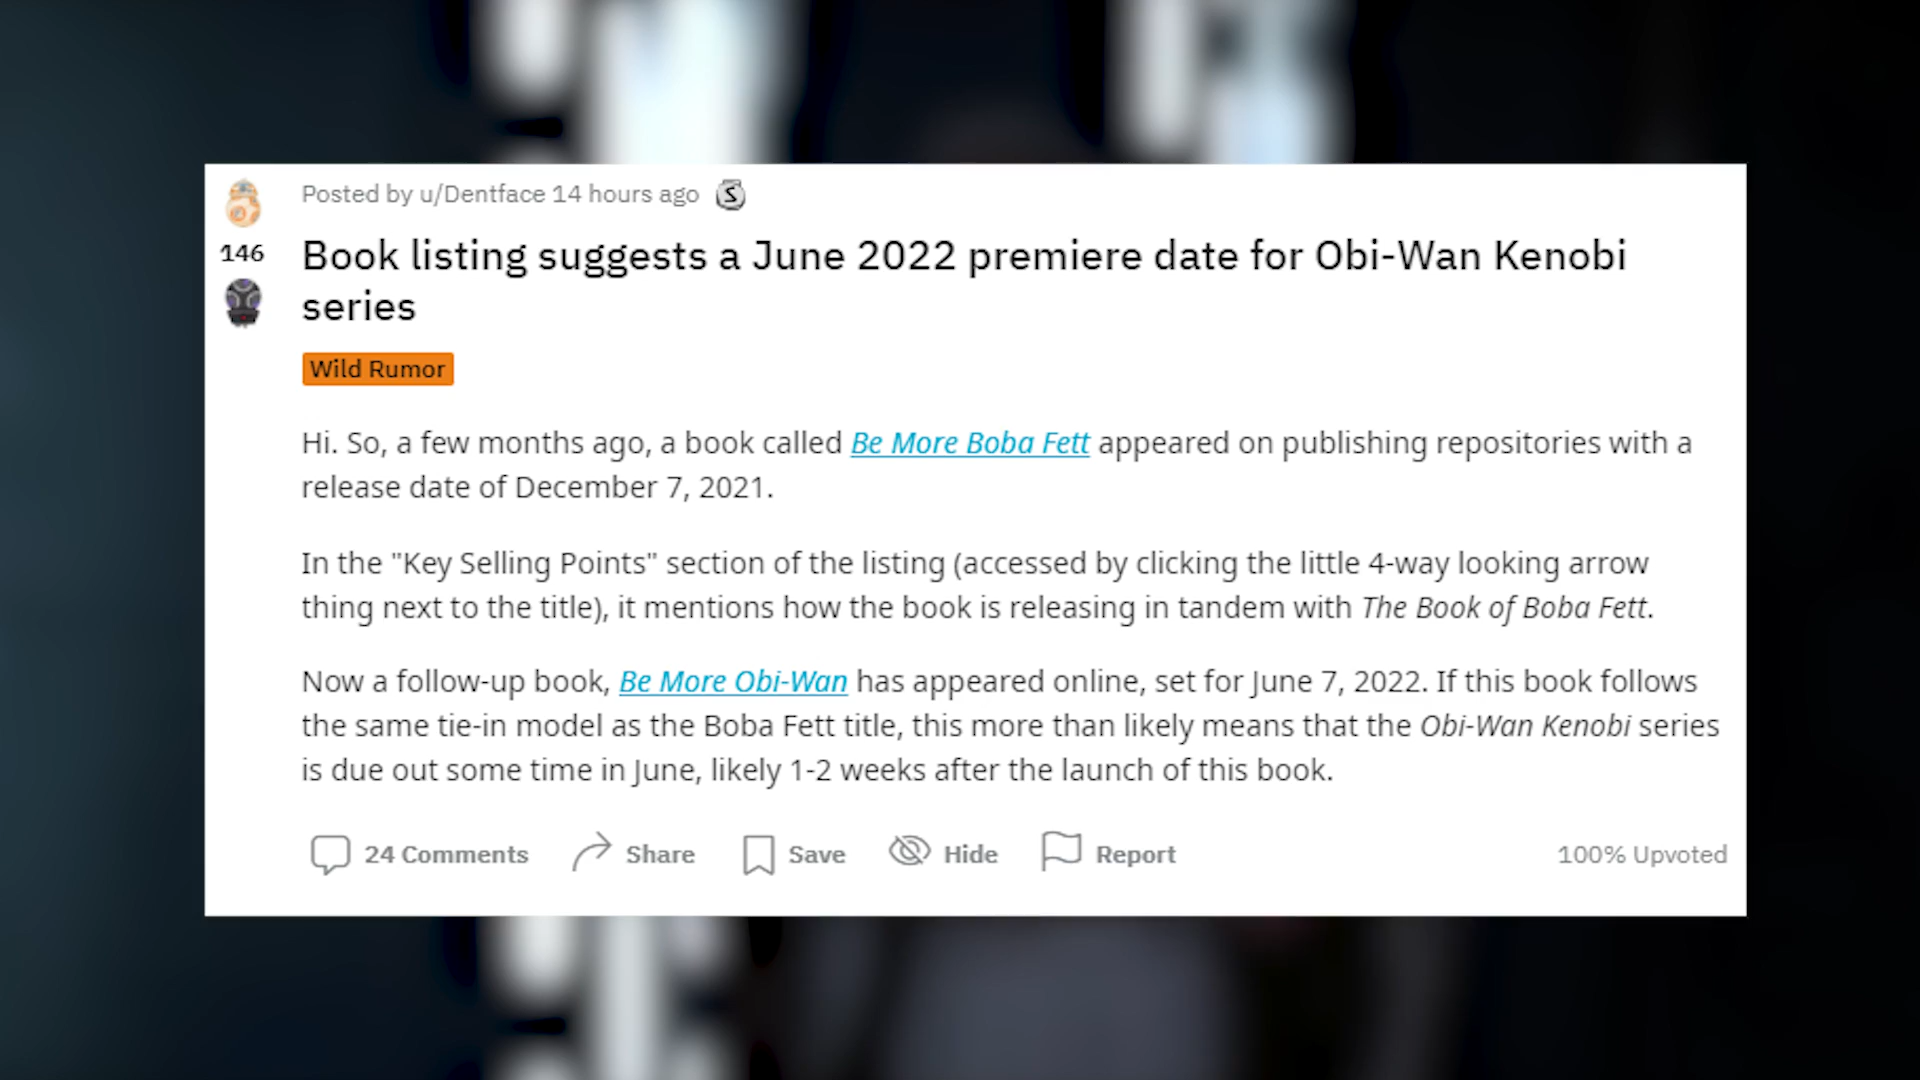 Posted by u/Dentface 14 hours ago
146
Book listing suggests a June 2022 premiere date for Obi-Wan Kenobi
series
Wild Rumor
Hi. So, a few months ago, a book called Be More Boba Fett appeared on publishing repositories with a
release date of December 7, 2021.
In the "Key Selling Points" section of the listing (accessed by clicking the little 4-way looking arrow
thing next to the title), it mentions how the book is releasing in tandem with The Book of Boba Fett.
Now a follow-up book, Be More Obi-Wan has appeared online, set for June 7, 2022. If this book follows
the same tie-in model as the Boba Fett title, this more than likely means that the Obi-Wan Kenobi series
is due out some time in June, likely 1-2 weeks after the launch of this book.
24 Comments Share Save Hide Report 100% Upvoted